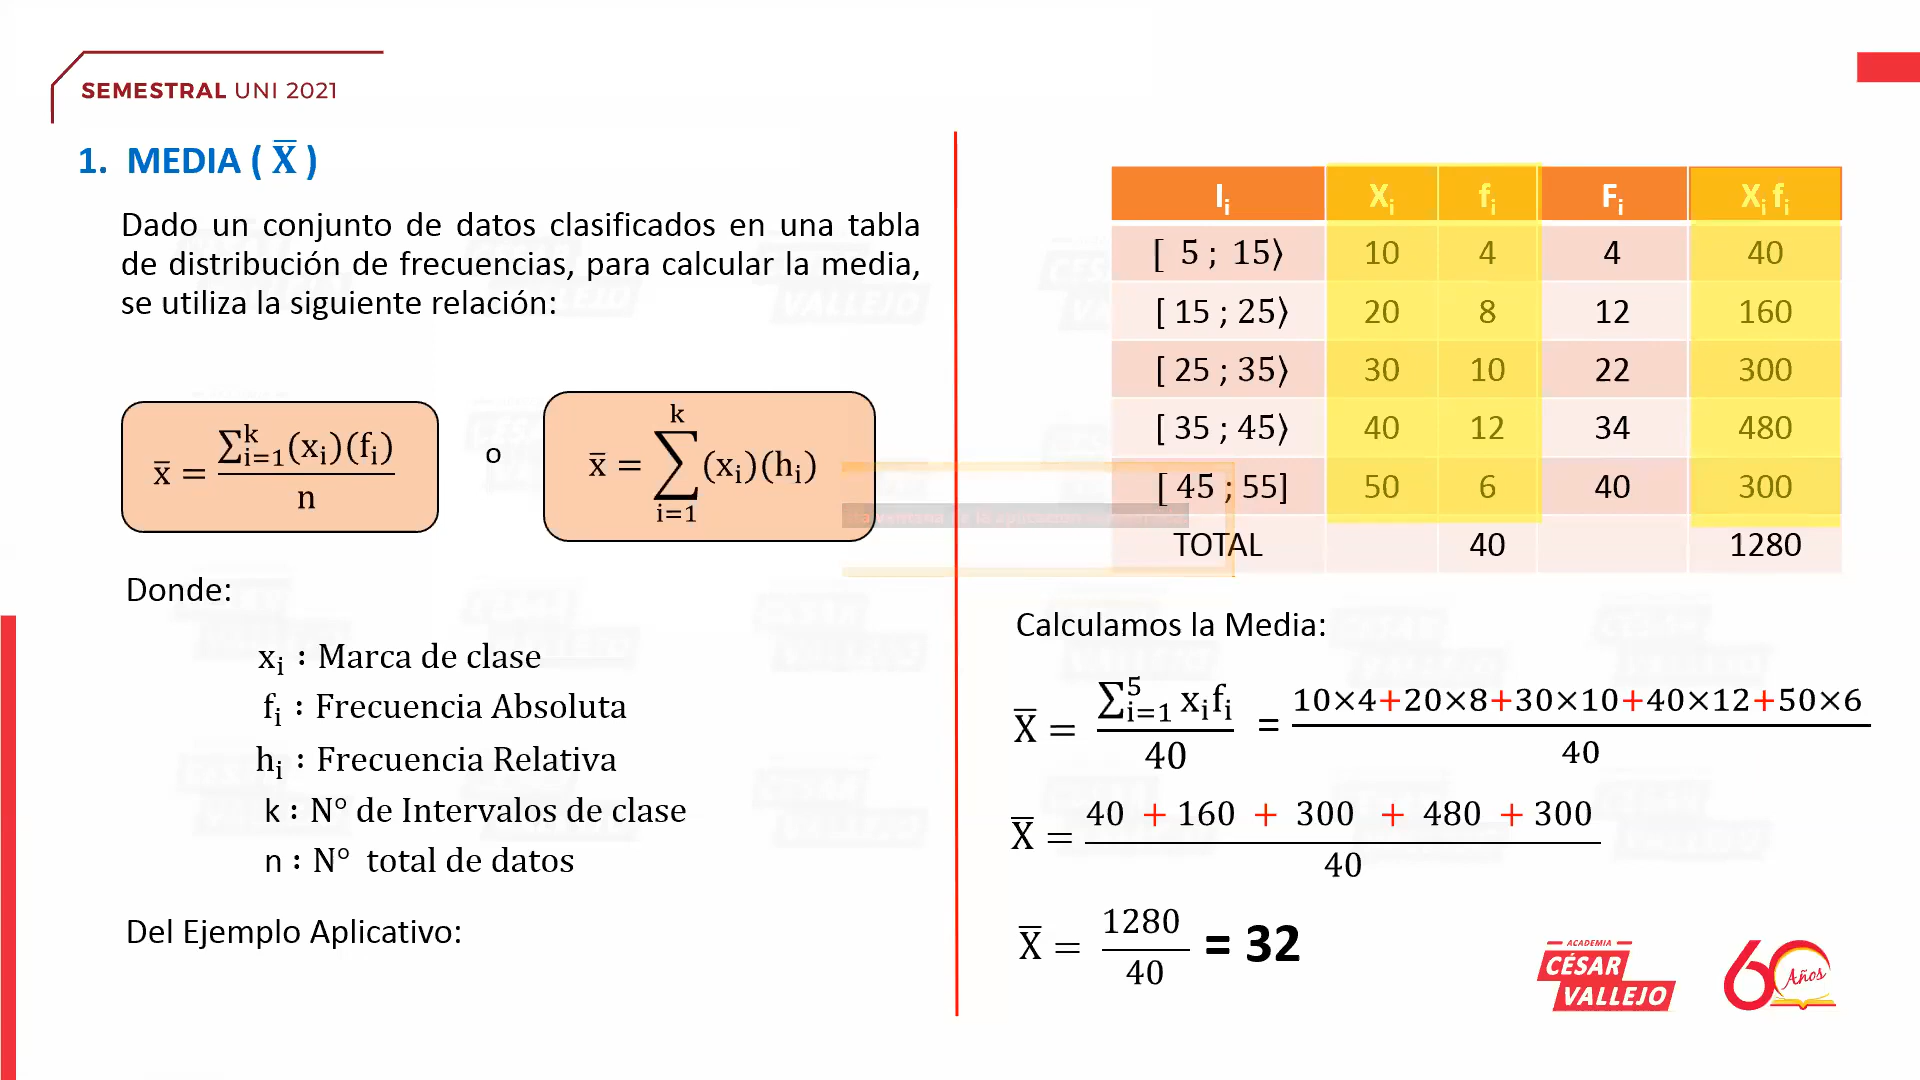 SEMESTRAL UNI 2021
1. MEDIA ( X̅ )
Dado un conjunto de datos clasificados en una tabla
de distribución de frecuencias, para calcular la media,
se utiliza la siguiente relación:
x̅ = ∑ᵢ₌₁ᵏ(xᵢ)(fᵢ) / n
o
x̅ = ∑ᵢ₌₁ᵏ (xᵢ)(hᵢ)
Donde:
xᵢ : Marca de clase
fᵢ : Frecuencia Absoluta
hᵢ : Frecuencia Relativa
k : N° de Intervalos de clase
n : N° total de datos
Del Ejemplo Aplicativo:
Iᵢ Xᵢ fᵢ Fᵢ Xᵢ fᵢ
[ 5 ; 15⟩ 10 4 4 40
[ 15 ; 25⟩ 20 8 12 160
[ 25 ; 35⟩ 30 10 22 300
[ 35 ; 45⟩ 40 12 34 480
[ 45 ; 55] 50 6 40 300
TOTAL 40 1280
Calculamos la Media:
X̅ = ∑ᵢ₌₁⁵ xᵢfᵢ / 40 = 10×4+20×8+30×10+40×12+50×6 / 40
X̅ = 40 + 160 + 300 + 480 + 300 / 40
X̅ = 1280 / 40 = 32
ACADEMIA
CÉSAR
VALLEJO
60 Años